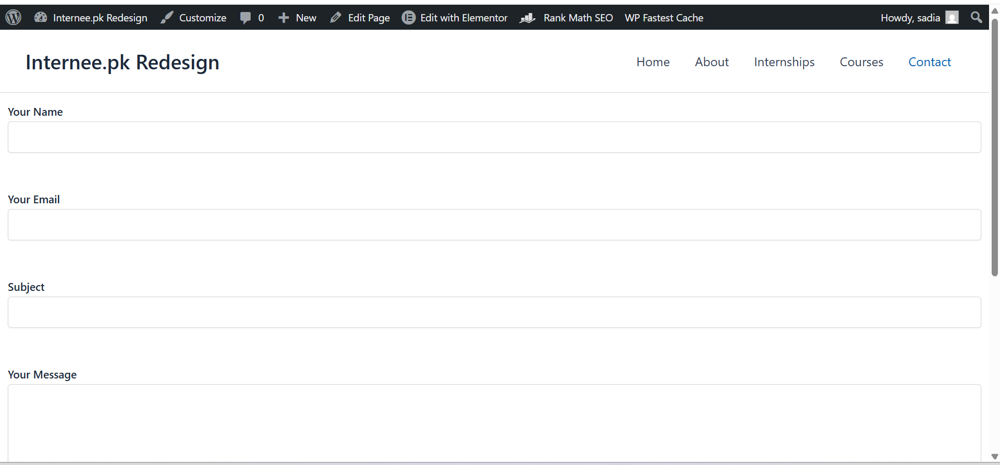 Internee.pk Redesign Customize 0 New Edit Page Edit with Elementor Rank Math SEO WP Fastest Cache Howdy, sadia
Internee.pk Redesign Home About Internships Courses Contact
Your Name
Your Email
Subject
Your Message